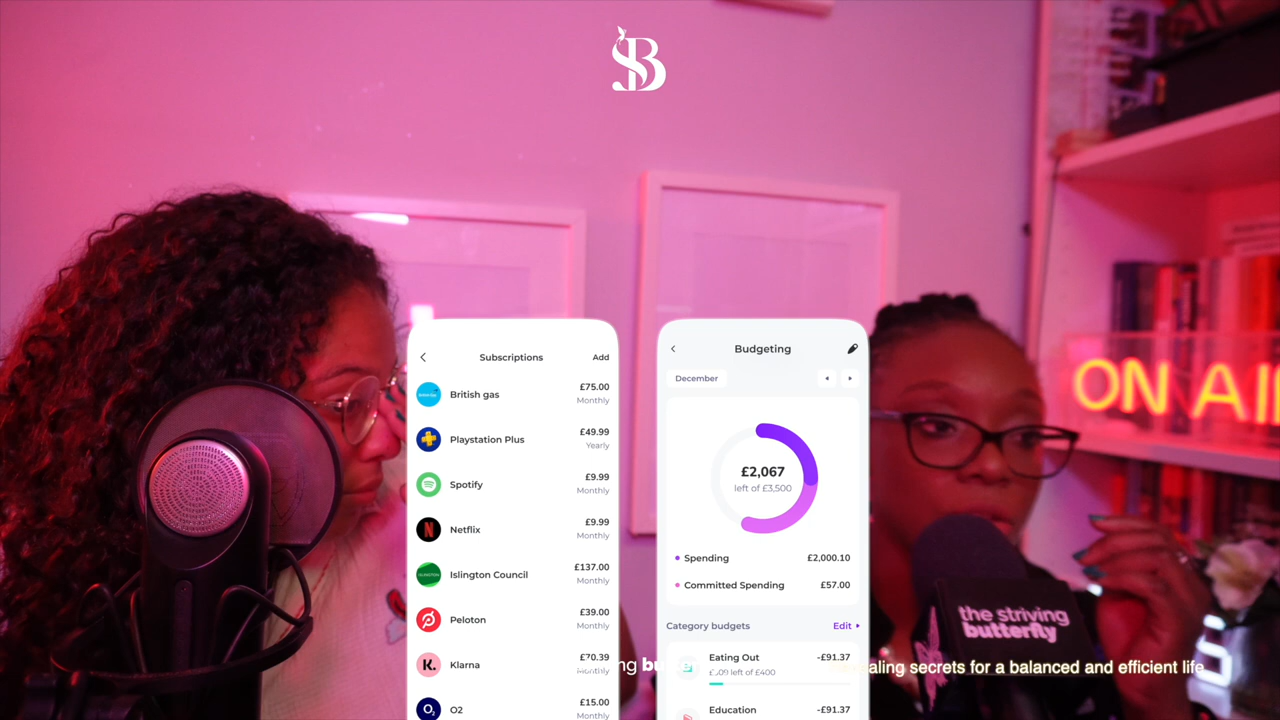 SB
Subscriptions
Add
British gas
£75.00
Monthly
Playstation Plus
£49.99
Yearly
Spotify
£9.99
Monthly
Netflix
£9.99
Monthly
Islington Council
£137.00
Monthly
Peloton
£39.00
Monthly
K. Klarna
£70.39
Monthly
O2 O2
£15.00
Monthly
Budgeting
December
£2,067
left of £3,500
Spending
£2,000.10
Committed Spending
£57.00
Category budgets
Edit
Eating Out
-£91.37
left of £400
Education
-£91.37
ON AI
the striving
butterfly
secrets for a balanced and efficient life